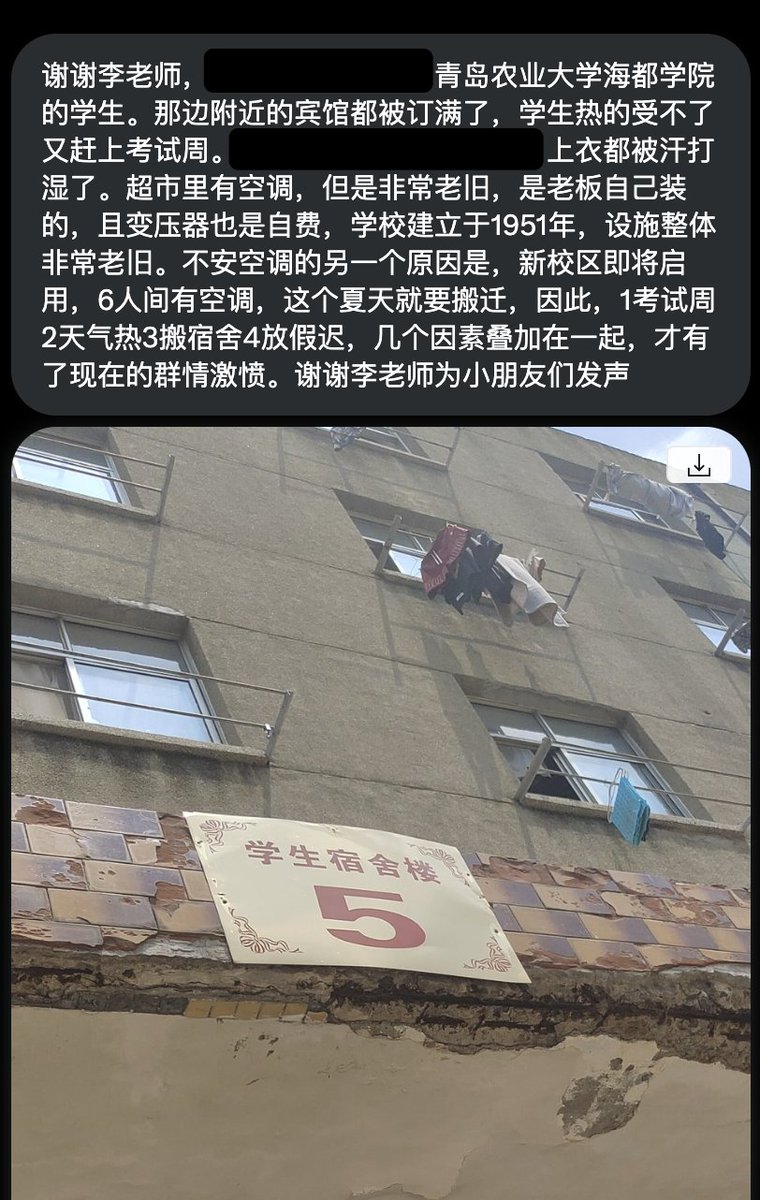 谢谢李老师，青岛农业大学海都学院
的学生。那边附近的宾馆都被订满了，学生热的受不了
又赶上考试周。上衣都被汗打
湿了。超市里有空调，但是非常老旧，是老板自己装
的，且变压器也是自费，学校建立于1951年，设施整体
非常老旧。不安空调的另一个原因是，新校区即将启
用，6人间有空调，这个夏天就要搬迁，因此，1考试周
2天气热3搬宿舍4放假迟，几个因素叠加在一起，才有
了现在的群情激愤。谢谢李老师为小朋友们发声
学生宿舍楼
5